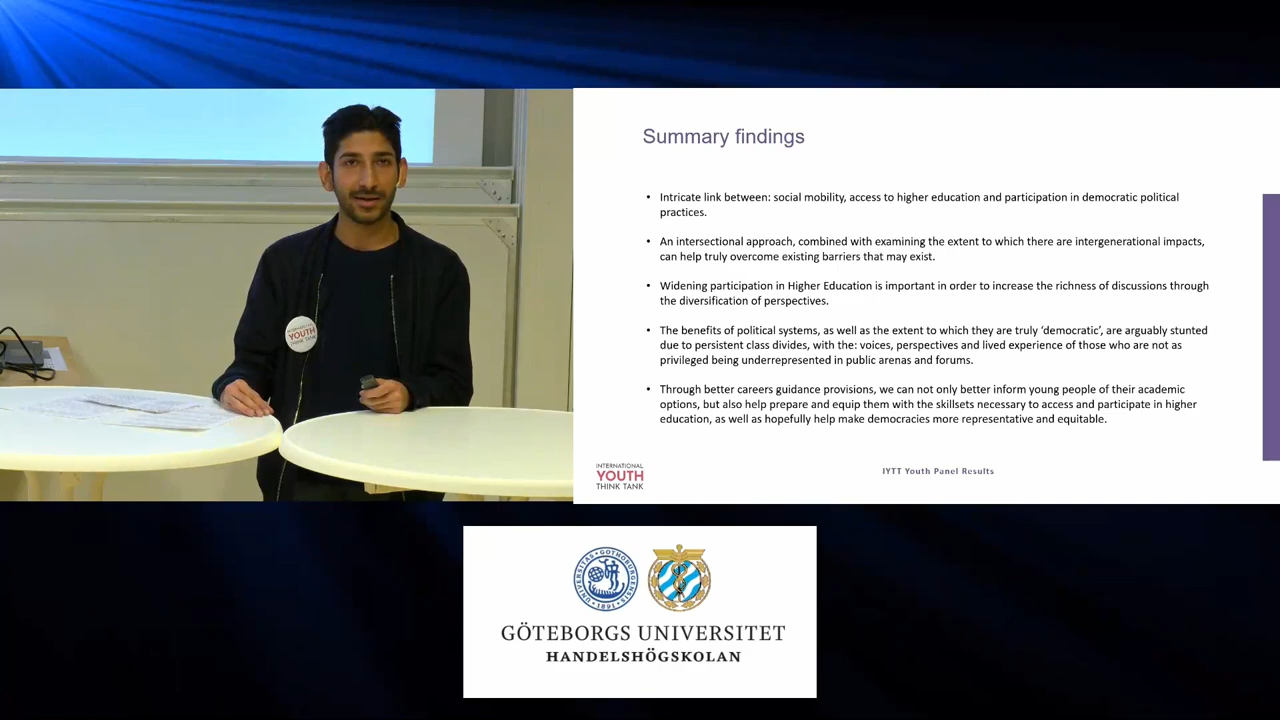 Summary findings
• Intricate link between: social mobility, access to higher education and participation in democratic political
practices.
• An intersectional approach, combined with examining the extent to which there are intergenerational impacts,
can help truly overcome existing barriers that may exist.
• Widening participation in Higher Education is important in order to increase the richness of discussions through
the diversification of perspectives.
• The benefits of political systems, as well as the extent to which they are truly ‘democratic’, are arguably stunted
due to persistent class divides, with the: voices, perspectives and lived experience of those who are not as
privileged being underrepresented in public arenas and forums.
• Through better careers guidance provisions, we can not only better inform young people of their academic
options, but also help prepare and equip them with the skillsets necessary to access and participate in higher
education, as well as hopefully help make democracies more representative and equitable.
INTERNATIONAL
YOUTH
THINK TANK
IYTT Youth Panel Results
INTERNATIONAL
YOUTH
THINK TANK
UNIVERSITAS · GOTHOBURGENSIS
· 1891 ·
GÖTEBORGS UNIVERSITET
HANDELSHÖGSKOLAN